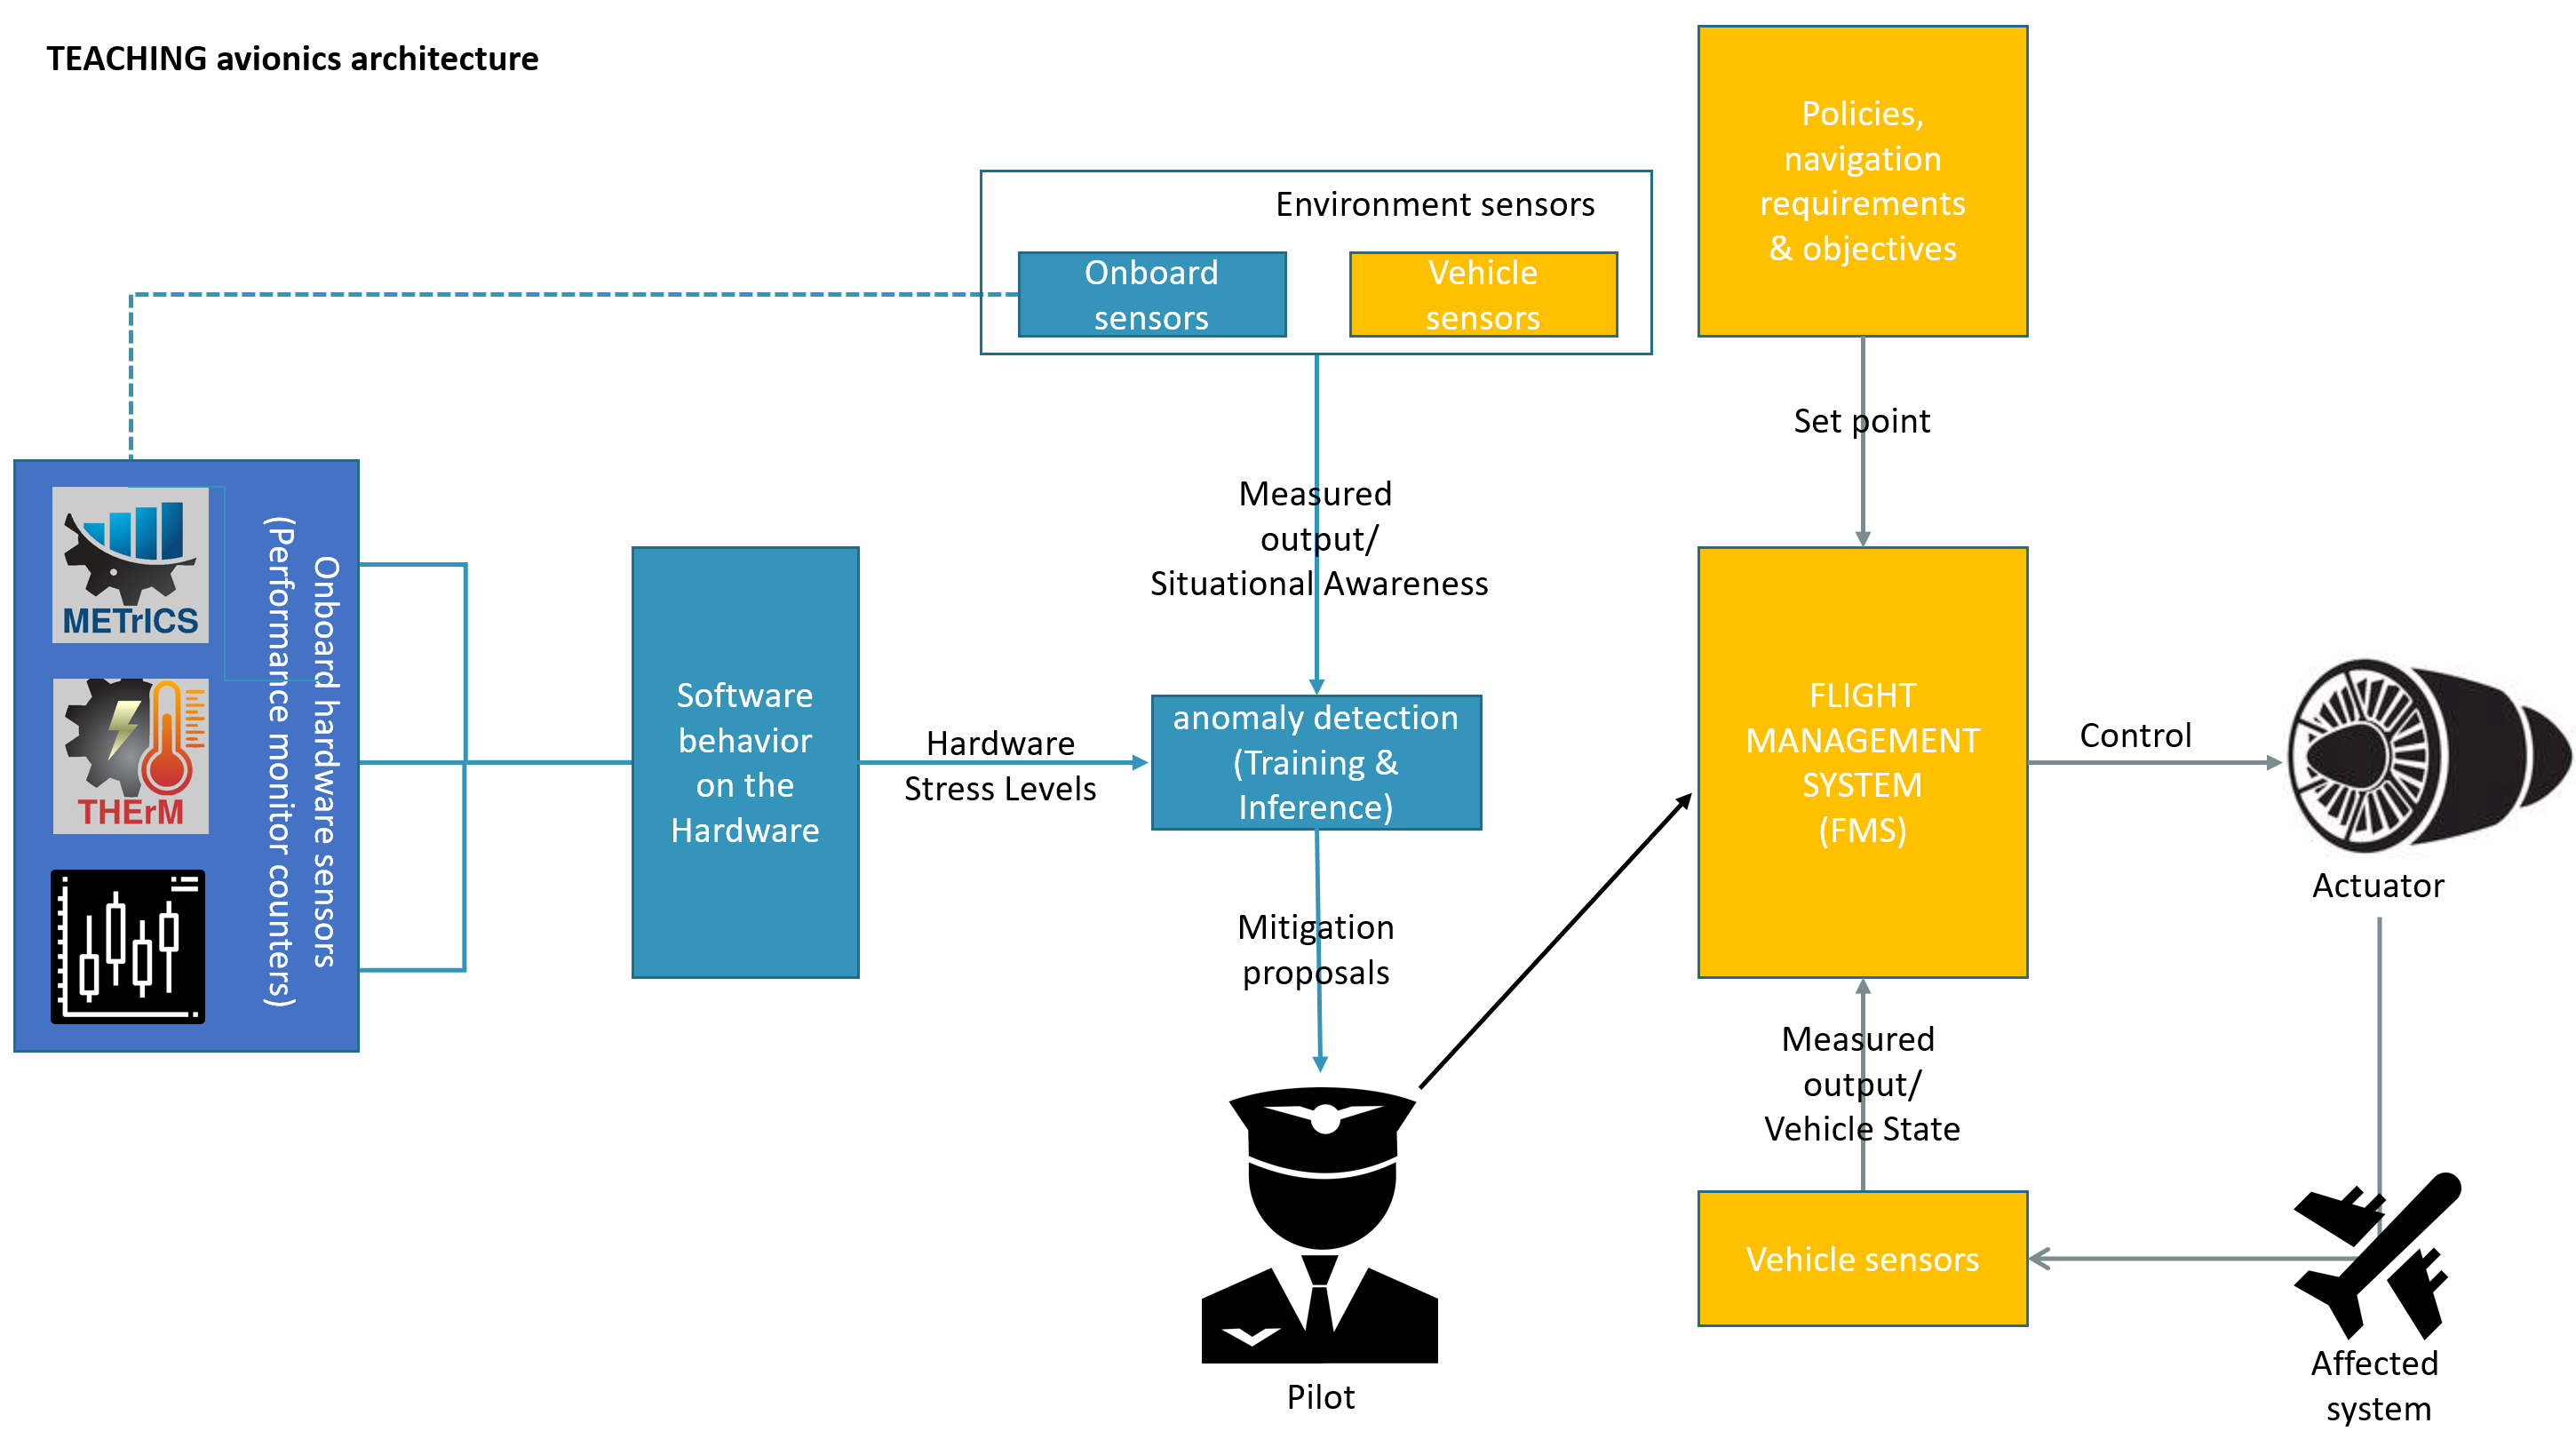 TEACHING avionics architecture
Policies,
navigation
requirements
& objectives
Environment sensors
Onboard
sensors
Vehicle
sensors
Set point
Measured
output/
Situational Awareness
METrICS
THErM
Onboard hardware sensors
(Performance monitor counters)
Software
behavior
on the
Hardware
Hardware
Stress Levels
anomaly detection
(Training &
Inference)
FLIGHT
MANAGEMENT
SYSTEM
(FMS)
Control
Actuator
Mitigation
proposals
Measured
output/
Vehicle State
Vehicle sensors
Pilot
Affected
system